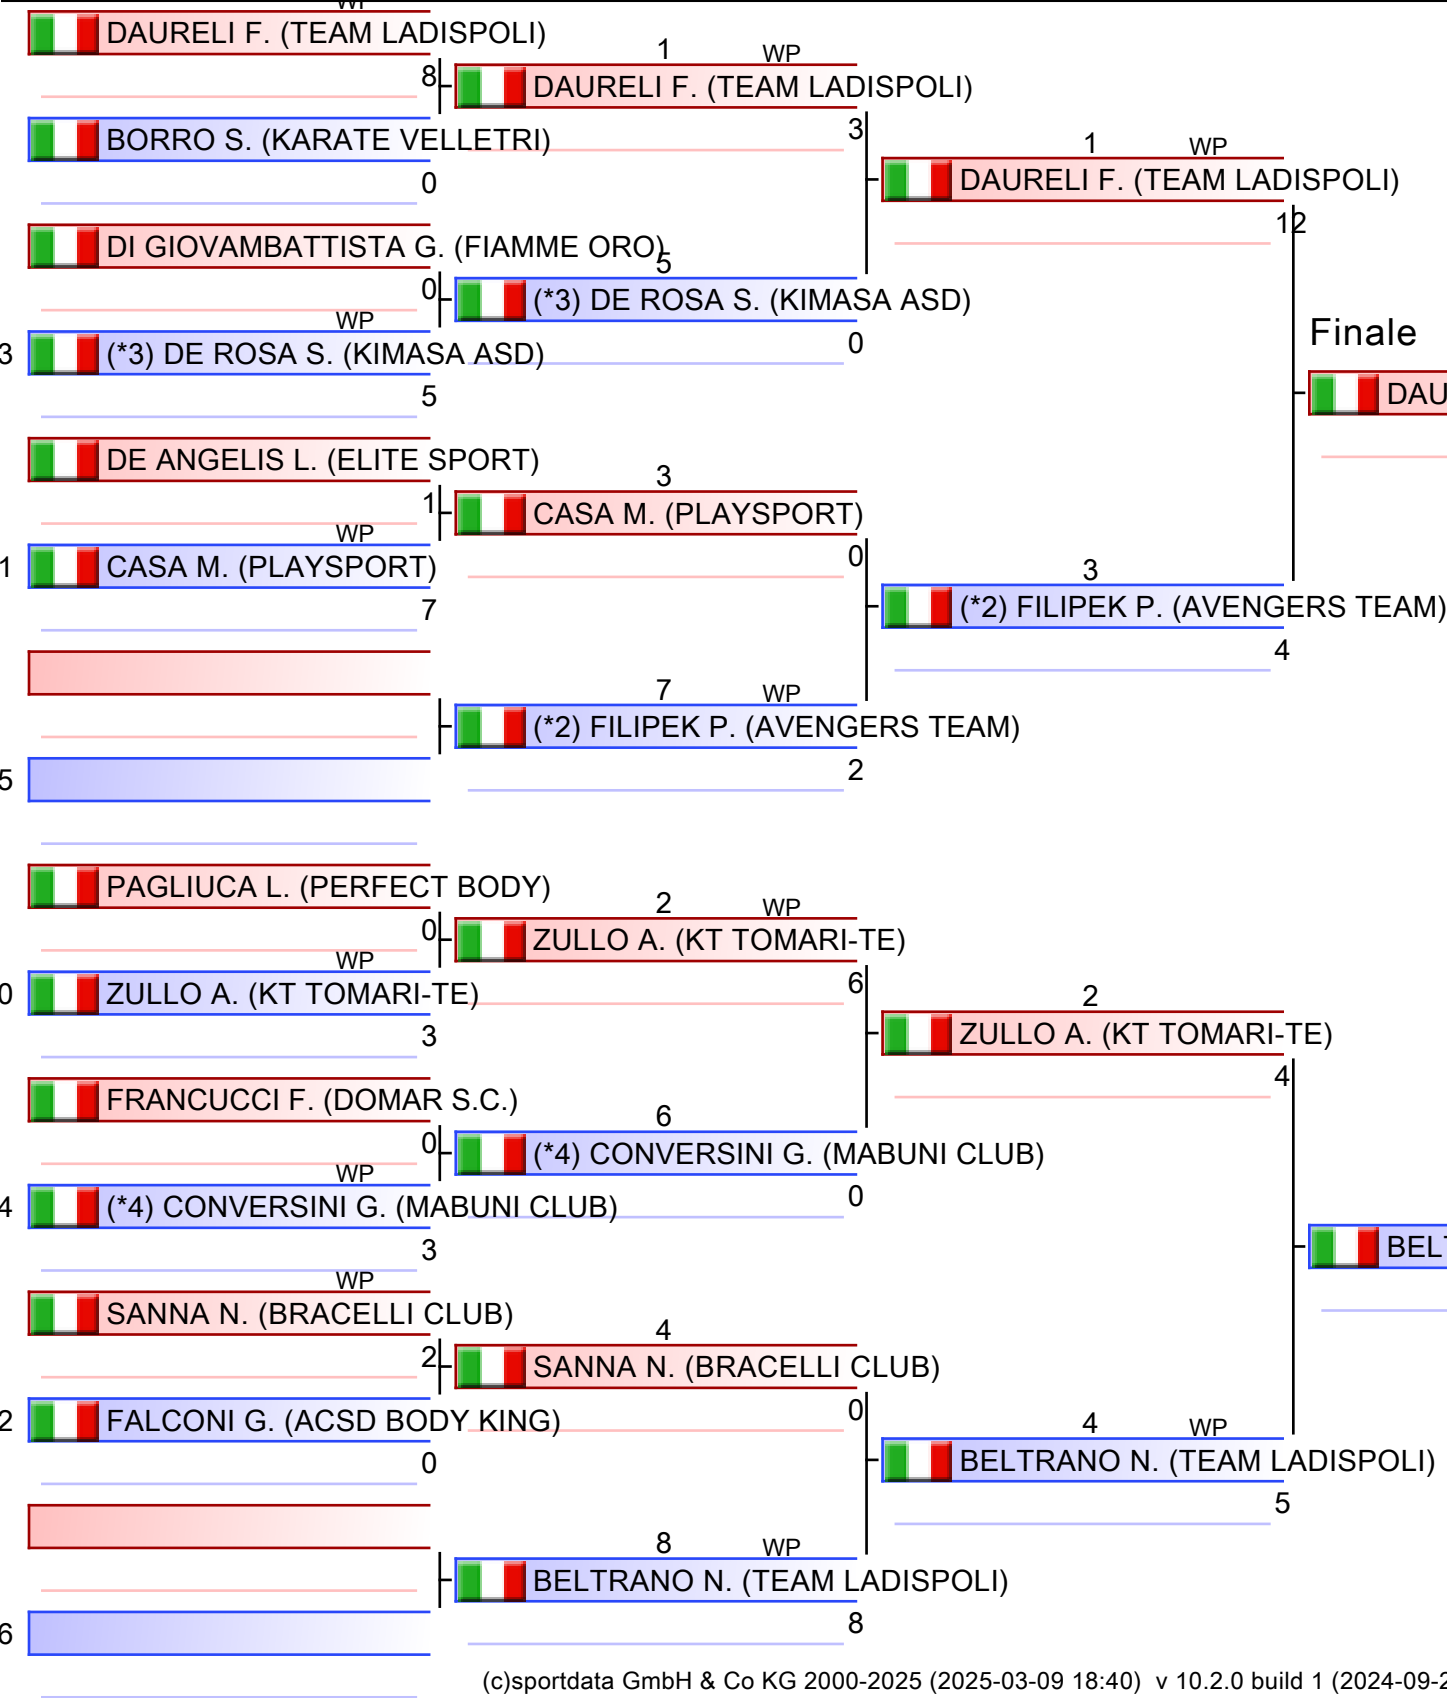 WP
DAURELI F. (TEAM LADISPOLI)
8
BORRO S. (KARATE VELLETRI)
0
DI GIOVAMBATTISTA G. (FIAMME ORO)
0
WP
3 (*3) DE ROSA S. (KIMASA ASD)
5
DE ANGELIS L. (ELITE SPORT)
1
WP
1 CASA M. (PLAYSPORT)
7
5
PAGLIUCA L. (PERFECT BODY)
0
WP
0 ZULLO A. (KT TOMARI-TE)
3
FRANCUCCI F. (DOMAR S.C.)
0
WP
4 (*4) CONVERSINI G. (MABUNI CLUB)
3
WP
SANNA N. (BRACELLI CLUB)
2
2 FALCONI G. (ACSD BODY KING)
0
6
1 WP
DAURELI F. (TEAM LADISPOLI)
3
5
(*3) DE ROSA S. (KIMASA ASD)
0
3
CASA M. (PLAYSPORT)
0
7 WP
(*2) FILIPEK P. (AVENGERS TEAM)
2
2 WP
ZULLO A. (KT TOMARI-TE)
6
6
(*4) CONVERSINI G. (MABUNI CLUB)
0
4
SANNA N. (BRACELLI CLUB)
0
8 WP
BELTRANO N. (TEAM LADISPOLI)
8
1 WP
DAURELI F. (TEAM LADISPOLI)
12
3
(*2) FILIPEK P. (AVENGERS TEAM)
4
2
ZULLO A. (KT TOMARI-TE)
4
4 WP
BELTRANO N. (TEAM LADISPOLI)
5
Finale
DAU
BEL
(c)sportdata GmbH & Co KG 2000-2025 (2025-03-09 18:40) v 10.2.0 build 1 (2024-09-2